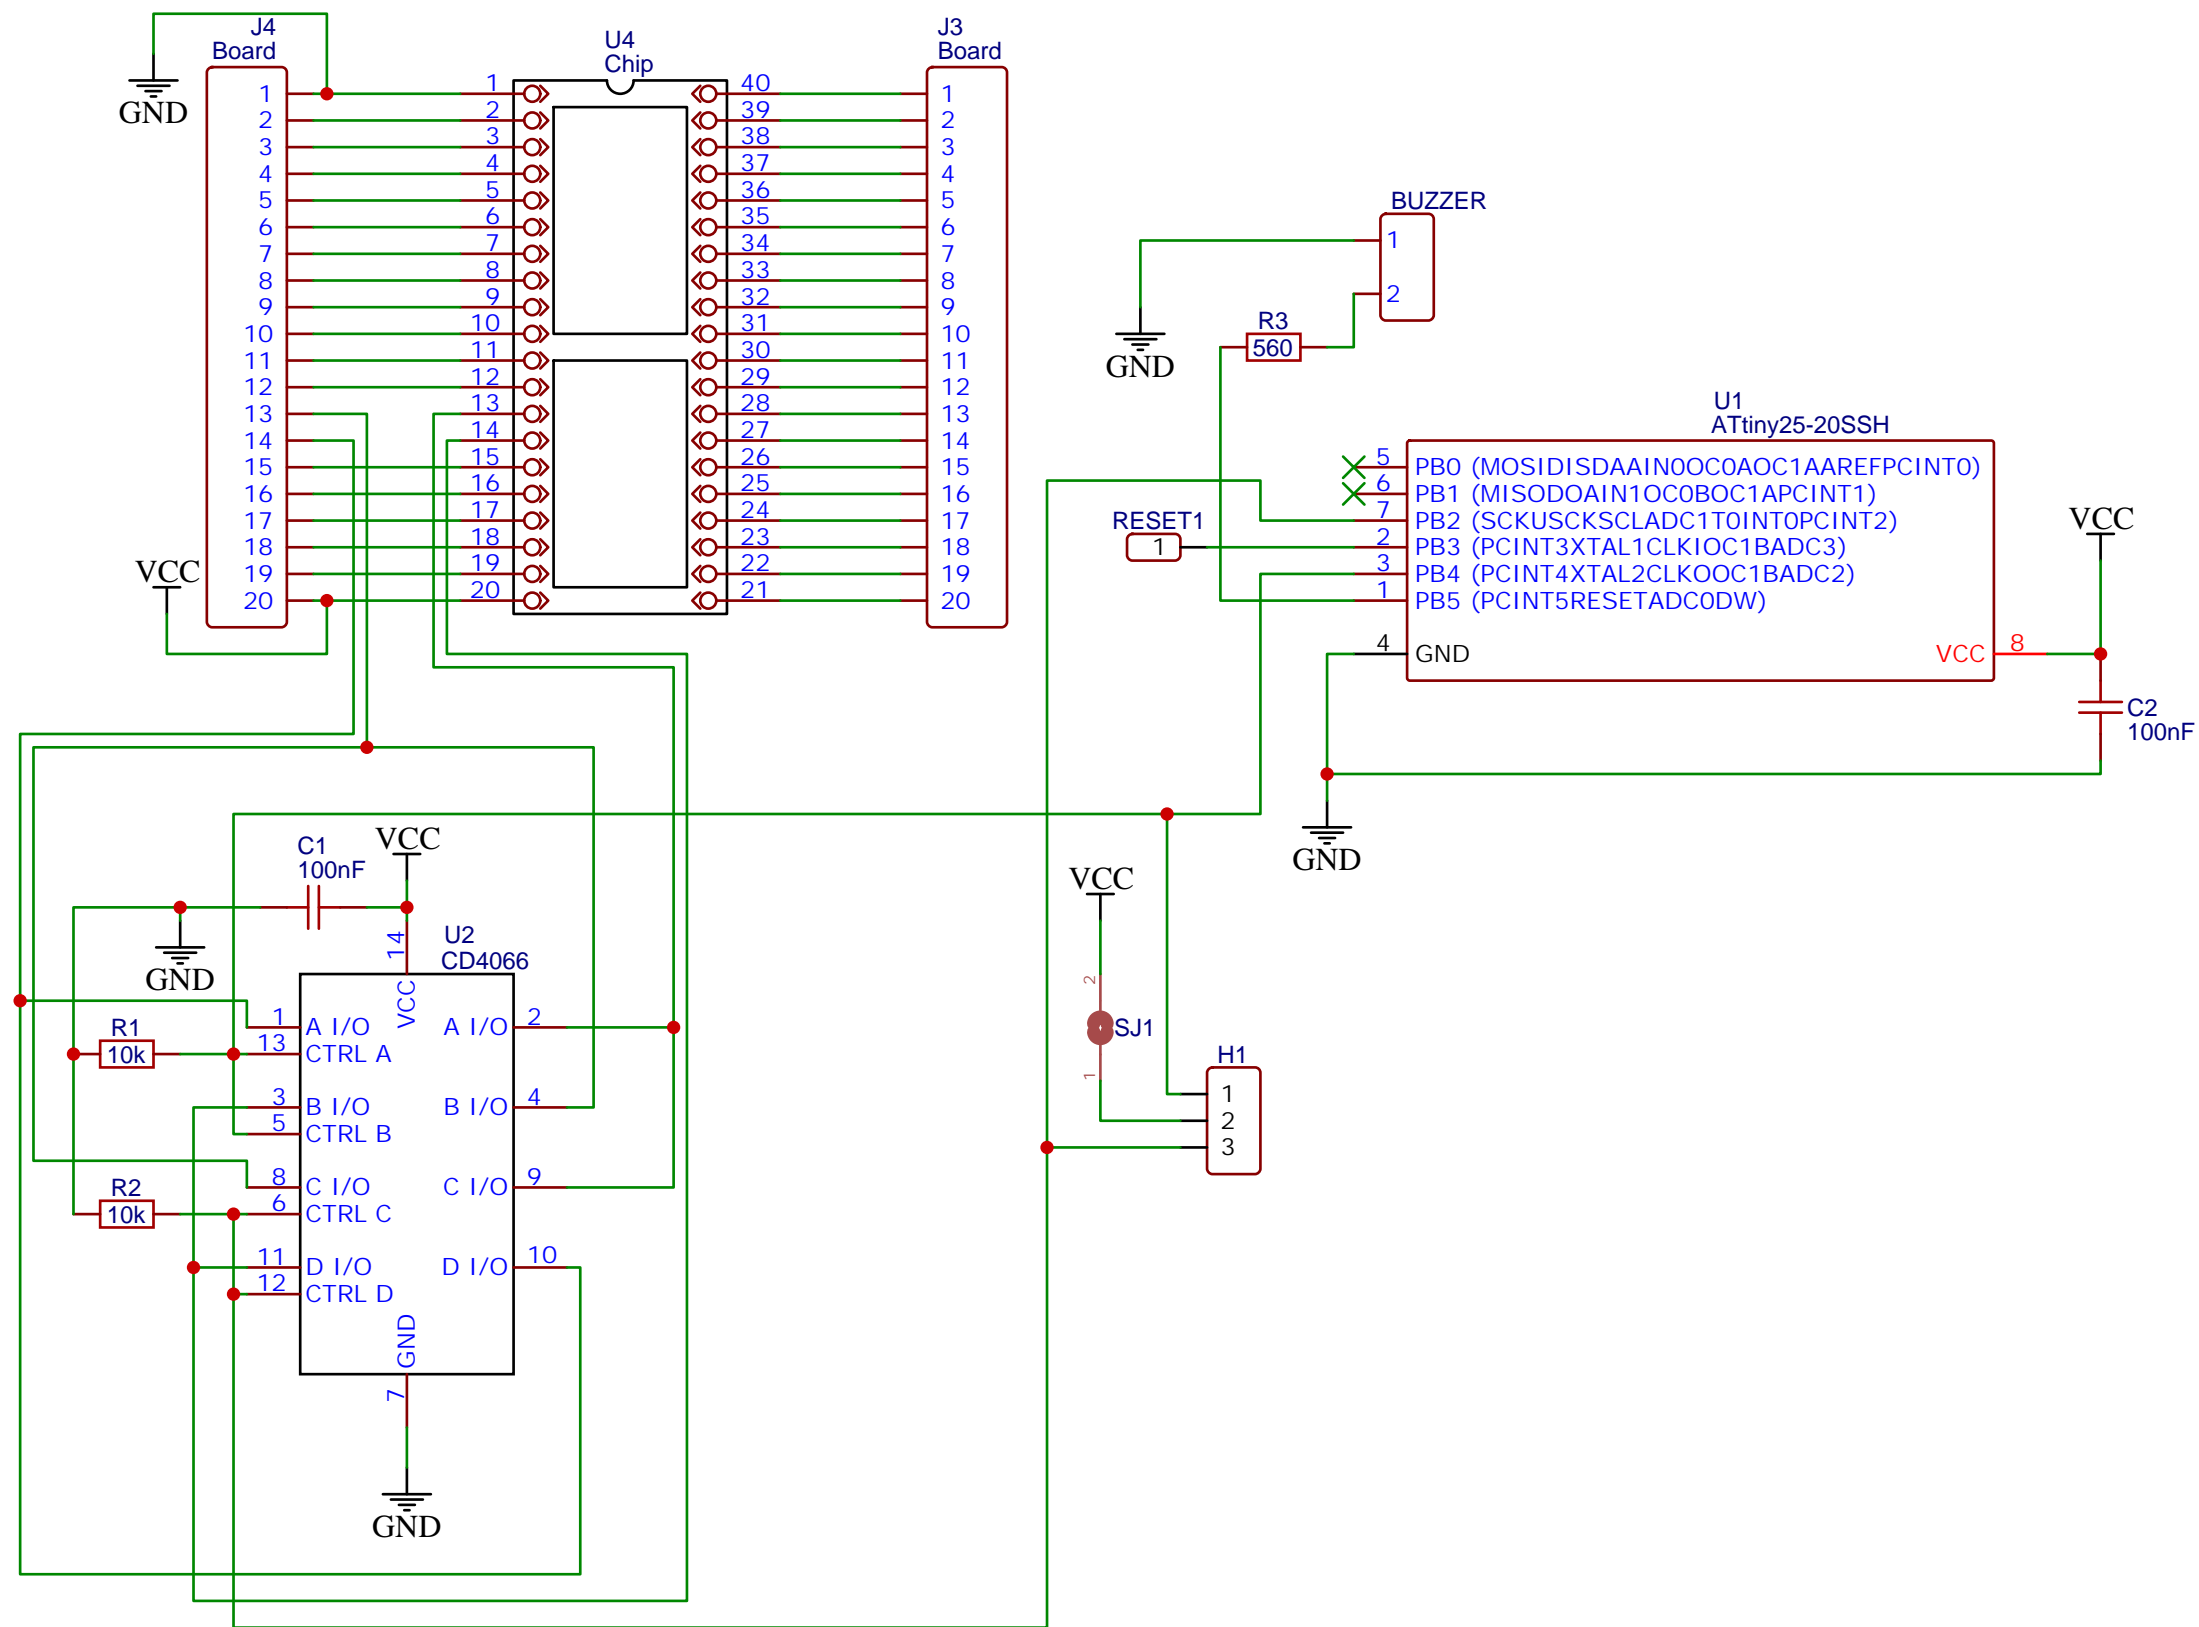 J4
Board
U4
Chip
J3
Board
GND
1 1 40 1
2 2 39 2
3 3 38 3
4 4 37 4
5 5 36 5
6 6 35 6
7 7 34 7
8 8 33 8
9 9 32 9
10 10 31 10
11 11 30 11
12 12 29 12
13 13 28 13
14 14 27 14
15 15 26 15
16 16 25 16
17 17 24 17
18 18 23 18
19 19 22 19
20 20 21 20
VCC
BUZZER
1
2
R3
560
GND
U1
ATtiny25-20SSH
5 PB0 (MOSIDISDAAIN0OC0AOC1AAREFPCINT0)
6 PB1 (MISODOAIN1OC0BOC1APCINT1)
7 PB2 (SCKUSCKSCLADC1T0INT0PCINT2)
2 PB3 (PCINT3XTAL1CLKIOC1BADC3)
3 PB4 (PCINT4XTAL2CLKOOC1BADC2)
1 PB5 (PCINT5RESETADC0DW)
4 GND
VCC 8
RESET1
1
VCC
C2
100nF
GND
C1
100nF
VCC
GND
U2
CD4066
14
VCC
1 A I/O A I/O 2
13 CTRL A
3 B I/O B I/O 4
5 CTRL B
8 C I/O C I/O 9
6 CTRL C
11 D I/O D I/O 10
12 CTRL D
GND
7
GND
R1
10k
R2
10k
VCC
2
SJ1
1
H1
1
2
3